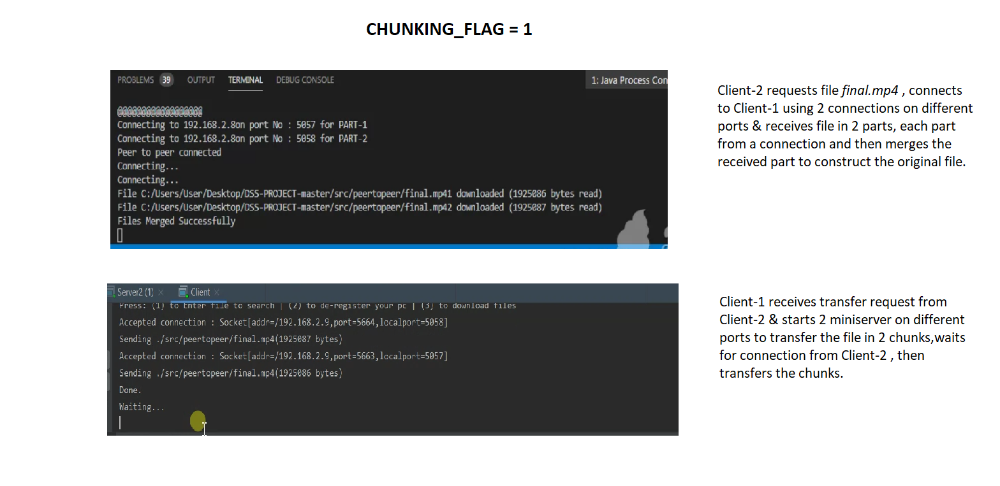 CHUNKING_FLAG = 1
PROBLEMS 39 OUTPUT TERMINAL DEBUG CONSOLE 1: Java Process Con
@@@@@@@@@@@@@@@@@@
Connecting to 192.168.2.8on port No : 5057 for PART-1
Connecting to 192.168.2.8on port No : 5058 for PART-2
Peer to peer connected
Connecting...
Connecting...
File C:/Users/User/Desktop/DSS-PROJECT-master/src/peertopeer/final.mp41 downloaded (1925086 bytes read)
File C:/Users/User/Desktop/DSS-PROJECT-master/src/peertopeer/final.mp42 downloaded (1925087 bytes read)
Files Merged Successfully
Client-2 requests file final.mp4 , connects
to Client-1 using 2 connections on different
ports & receives file in 2 parts, each part
from a connection and then merges the
received part to construct the original file.
Server2 (1) × Client ×
Press: (1) to Enter file to search | (2) to de-register your pc | (3) to download files
Accepted connection : Socket[addr=/192.168.2.9,port=5664,localport=5058]
Sending ./src/peertopeer/final.mp4(1925087 bytes)
Accepted connection : Socket[addr=/192.168.2.9,port=5663,localport=5057]
Sending ./src/peertopeer/final.mp4(1925086 bytes)
Done.
Waiting...
Client-1 receives transfer request from
Client-2 & starts 2 miniserver on different
ports to transfer the file in 2 chunks,waits
for connection from Client-2 , then
transfers the chunks.